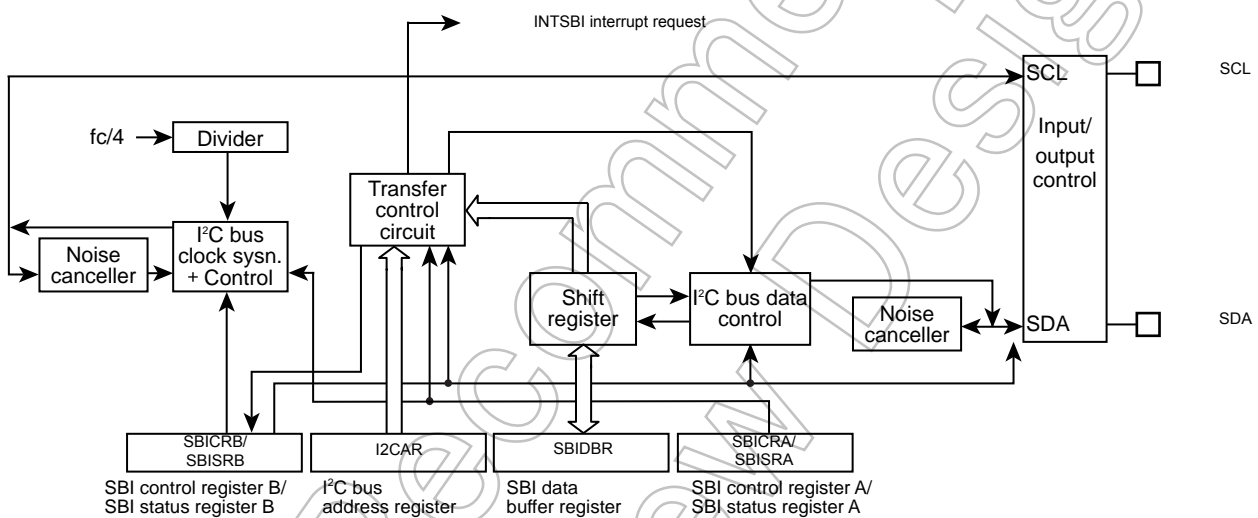 INTSBI interrupt request
SCL
SCL
fc/4
Divider
Input/
output
control
Transfer
control
circuit
I²C bus
clock sysn.
+ Control
Noise
canceller
Shift
register
I²C bus data
control
Noise
canceller
SDA
SDA
SBICRB/
SBISRB
I2CAR
SBIDBR
SBICRA/
SBISRA
SBI control register B/
SBI status register B
I²C bus
address register
SBI data
buffer register
SBI control register A/
SBI status register A